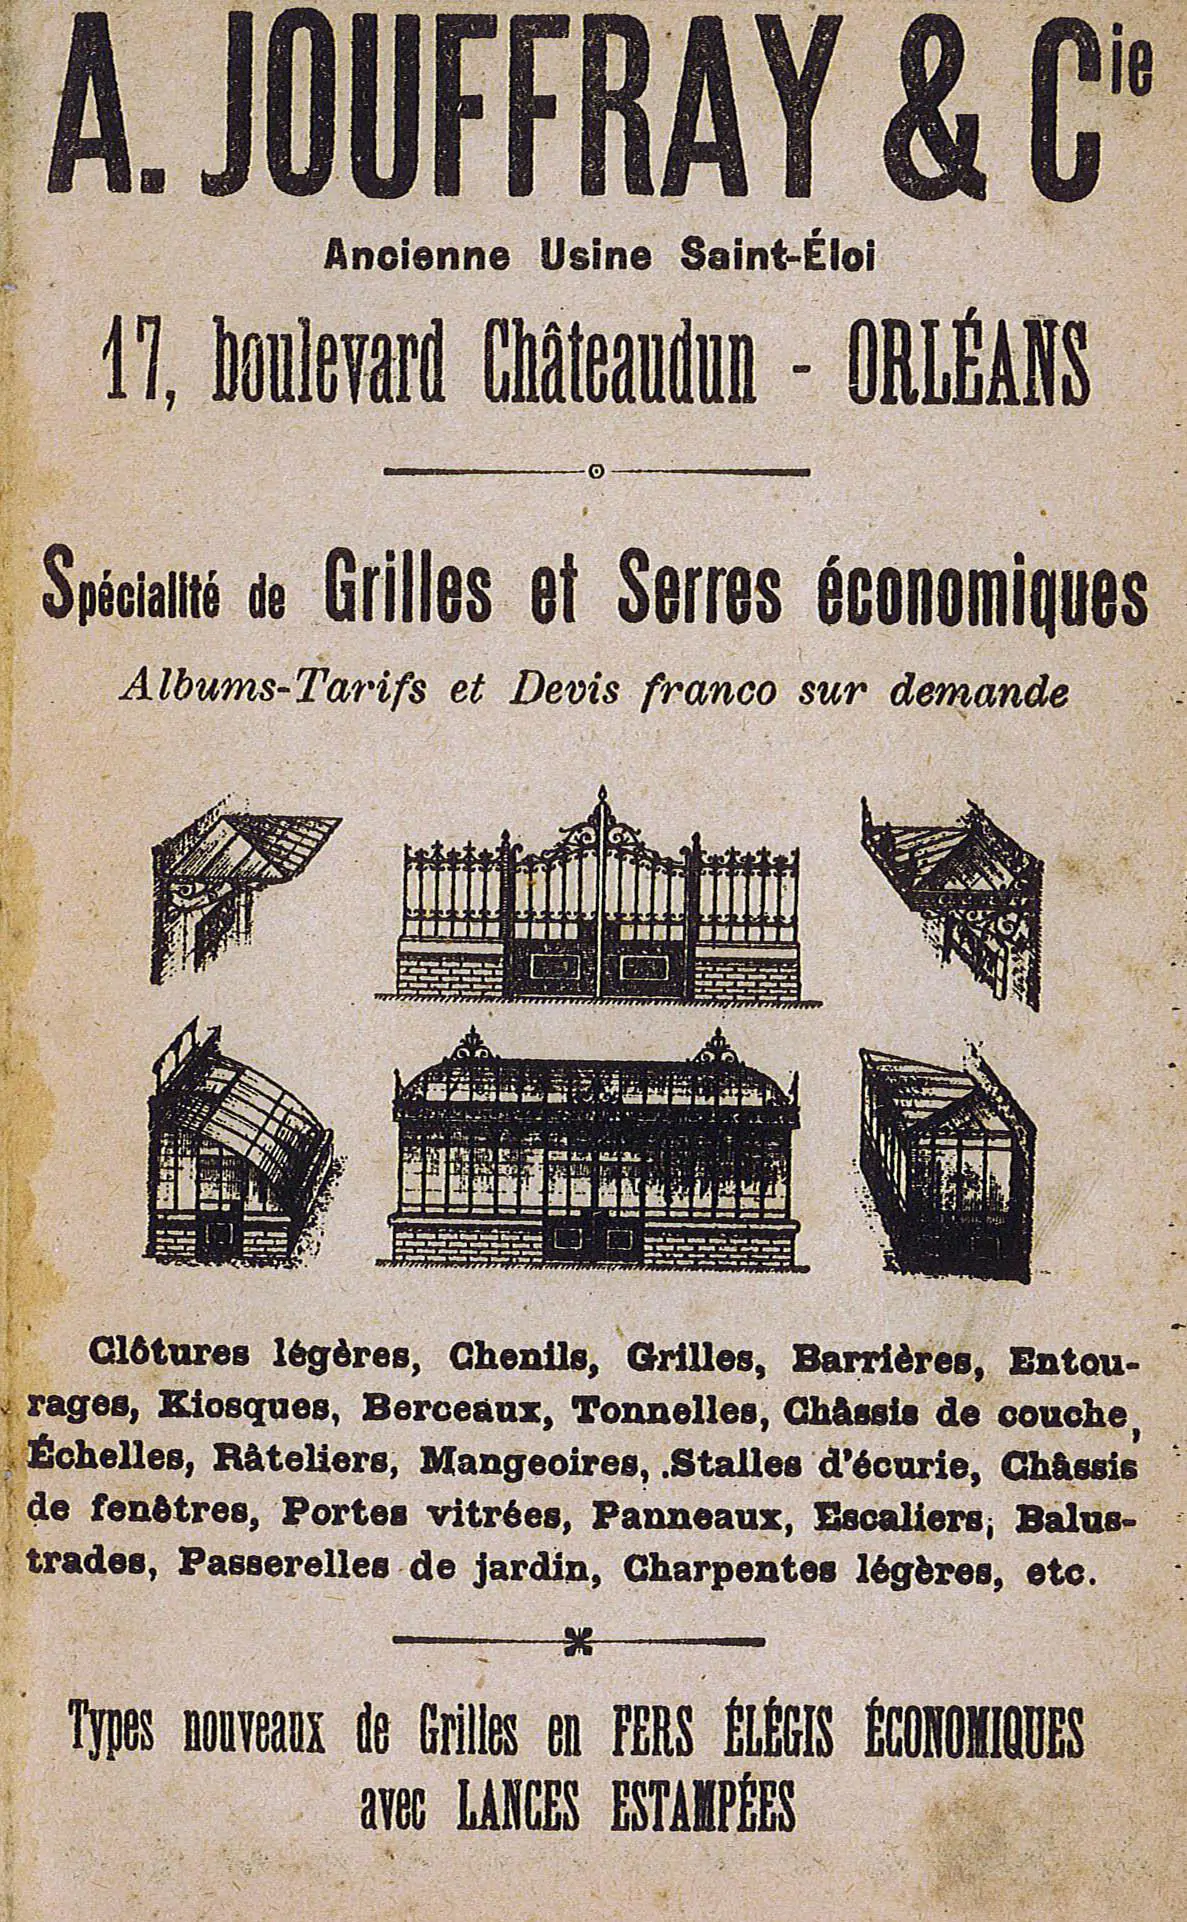 A. JOUFFRAY & Cie
Ancienne Usine Saint-Éloi
17, boulevard Châteaudun - ORLÉANS
Spécialité de Grilles et Serres économiques
Albums-Tarifs et Devis franco sur demande
Clôtures légères, Chenils, Grilles, Barrières, Entou-
rages, Kiosques, Berceaux, Tonnelles, Châssis de couche,
Échelles, Râteliers, Mangeoires, Stalles d'écurie, Châssis
de fenêtres, Portes vitrées, Panneaux, Escaliers, Balus-
trades, Passerelles de jardin, Charpentes légères, etc.
Types nouveaux de Grilles en FERS ÉLÉGIS ÉCONOMIQUES
avec LANCES ESTAMPÉES